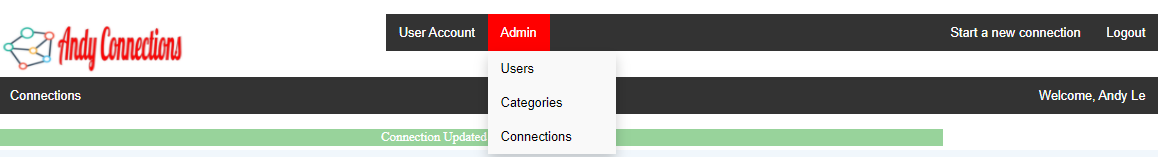 Andy Connections
User Account Admin Start a new connection Logout
Users
Categories
Connections
Connections Welcome, Andy Le
Connection Updated